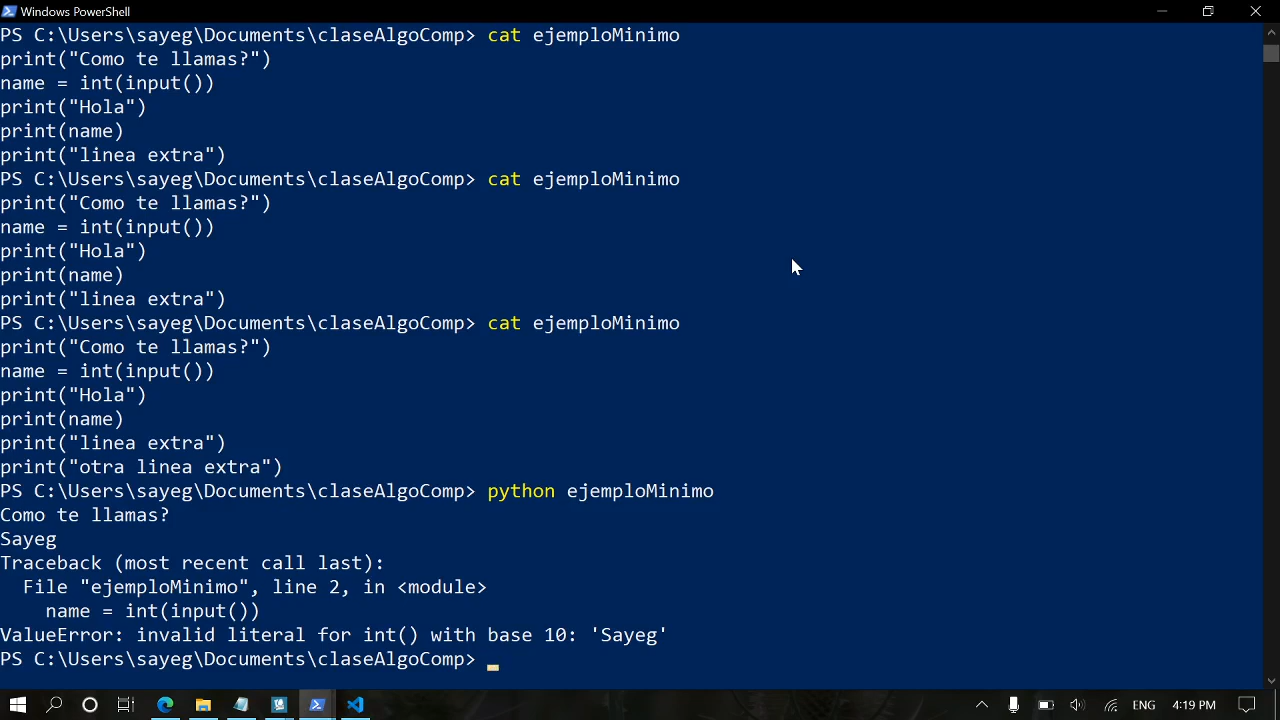 Windows PowerShell
PS C:\Users\sayeg\Documents\claseAlgoComp> cat ejemploMinimo
print("Como te llamas?")
name = int(input())
print("Hola")
print(name)
print("linea extra")
PS C:\Users\sayeg\Documents\claseAlgoComp> cat ejemploMinimo
print("Como te llamas?")
name = int(input())
print("Hola")
print(name)
print("linea extra")
PS C:\Users\sayeg\Documents\claseAlgoComp> cat ejemploMinimo
print("Como te llamas?")
name = int(input())
print("Hola")
print(name)
print("linea extra")
print("otra linea extra")
PS C:\Users\sayeg\Documents\claseAlgoComp> python ejemploMinimo
Como te llamas?
Sayeg
Traceback (most recent call last):
  File "ejemploMinimo", line 2, in <module>
    name = int(input())
ValueError: invalid literal for int() with base 10: 'Sayeg'
PS C:\Users\sayeg\Documents\claseAlgoComp>
ENG 4:19 PM